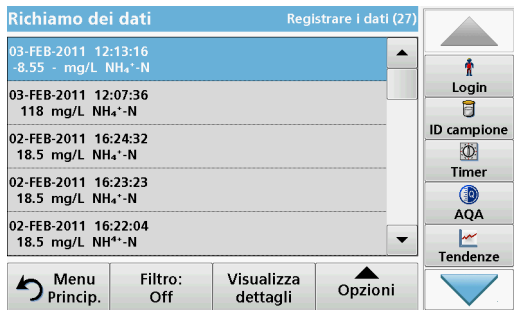 Richiamo dei dati
Registrare i dati (27)
03-FEB-2011 12:13:16
-8.55 - mg/L NH₄⁺-N
03-FEB-2011 12:07:36
118 mg/L NH₄⁺-N
02-FEB-2011 16:24:32
18.5 mg/L NH₄⁺-N
02-FEB-2011 16:23:23
18.5 mg/L NH₄⁺-N
02-FEB-2011 16:22:04
18.5 mg/L NH⁴⁺-N
Login
ID campione
Timer
AQA
Tendenze
Menu
Princip.
Filtro:
Off
Visualizza
dettagli
Opzioni